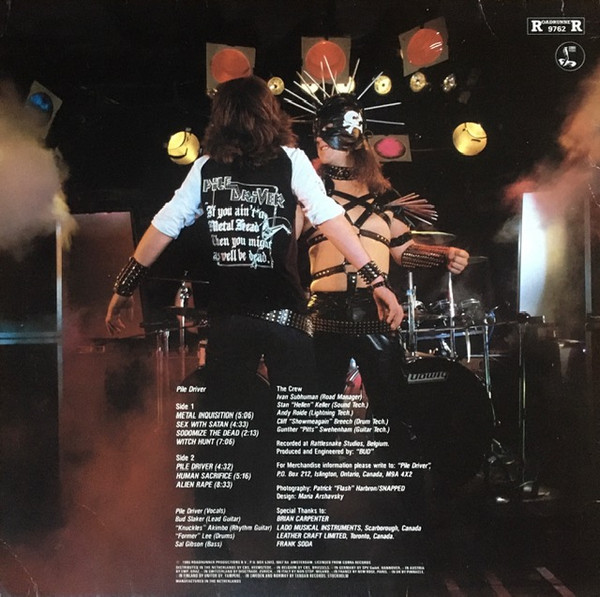 ROADRUNNER
9762
PILE DRIVER
"If you ain't a
Metal Head
Then you might
as well be dead."
Pile Driver
Side 1
METAL INQUISITION (5:06)
SEX WITH SATAN (4:33)
SODOMIZE THE DEAD (2:13)
WITCH HUNT (7:06)
Side 2
PILE DRIVER (4:32)
HUMAN SACRIFICE (5:16)
ALIEN RAPE (8:33)
Pile Driver (Vocals)
Bud Slaker (Lead Guitar)
"Knuckles" Akimbo (Rhythm Guitar)
"Former" Lee (Drums)
Sal Gibson (Bass)
The Crew
Ivan Subhuman (Road Manager)
Stan "Hellen" Keller (Sound Tech.)
Andy Roide (Lightning Tech.)
Cliff "Showmeagain" Breech (Drum Tech.)
Gunther "Pitts" Swehenham (Guitar Tech.)
Recorded at Rattlesnake Studios, Belgium.
Produced and Engineered by: "BUD"
For Merchandise information please write to: "Pile Driver",
P.O. Box 212, Islington, Ontario, Canada, M9A 4X2
Photography: Patrick "Flash" Harbron/SNAPPED
Design: Maria Arshavsky
Special Thanks to:
BRIAN CARPENTER
LADO MUSICAL INSTRUMENTS, Scarborough, Canada
LEATHER CRAFT LIMITED, Toronto, Canada.
FRANK SODA
MANUFACTURED IN THE NETHERLANDS